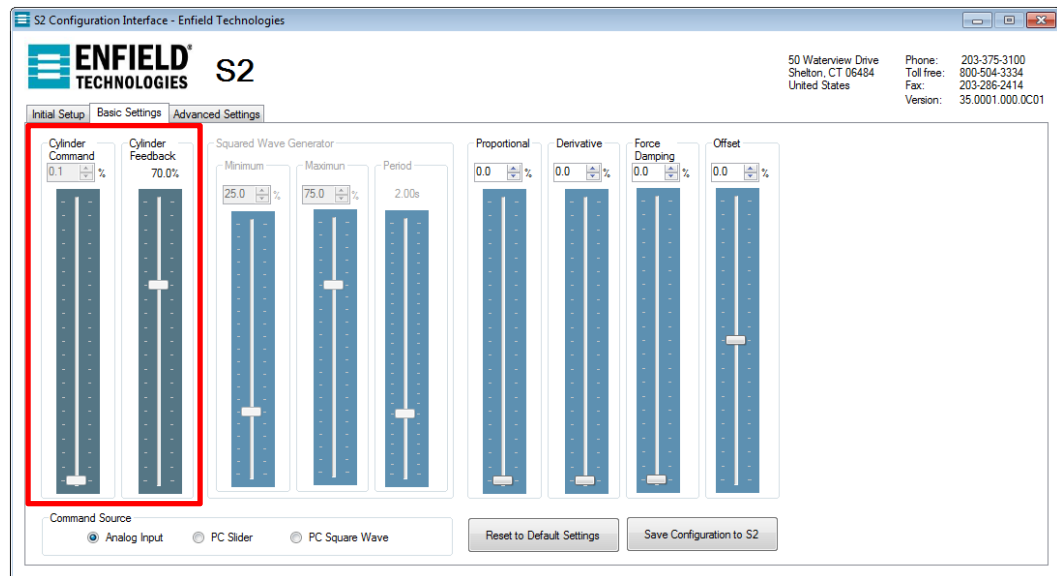 S2 Configuration Interface - Enfield Technologies
ENFIELD®
TECHNOLOGIES
S2
50 Waterview Drive
Shelton, CT 06484
United States
Phone: 203-375-3100
Toll free: 800-504-3334
Fax: 203-286-2414
Version: 35.0001.000.0C01
Initial Setup Basic Settings Advanced Settings
Cylinder Command
0.1 %
Cylinder Feedback
70.0%
Squared Wave Generator
Minimum
25.0 %
Maximun
75.0 %
Period
2.00s
Proportional
0.0 %
Derivative
0.0 %
Force Damping
0.0 %
Offset
0.0 %
Command Source
Analog Input PC Slider PC Square Wave
Reset to Default Settings
Save Configuration to S2